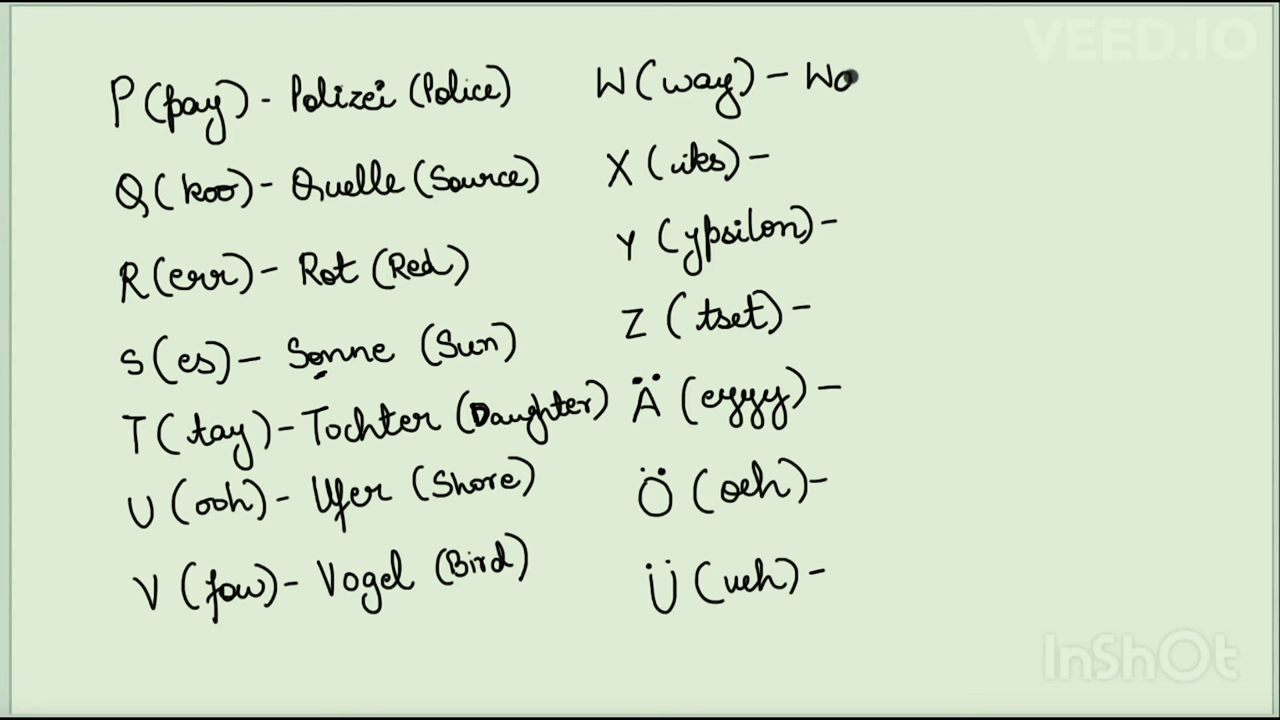 VEED.IO
P (pay) - Polizei (Police)
Q (koo) - Quelle (Source)
R (err) - Rot (Red)
S (es) - Sonne (Sun)
T (tay) - Tochter (Daughter)
U (ooh) - Ufer (Shore)
V (fow) - Vogel (Bird)
W (way) - Wo
X (iks) -
Y (ypsilon) -
Z (tset) -
Ä (eyyy) -
Ö (oeh) -
Ü (ueh) -
InShOt